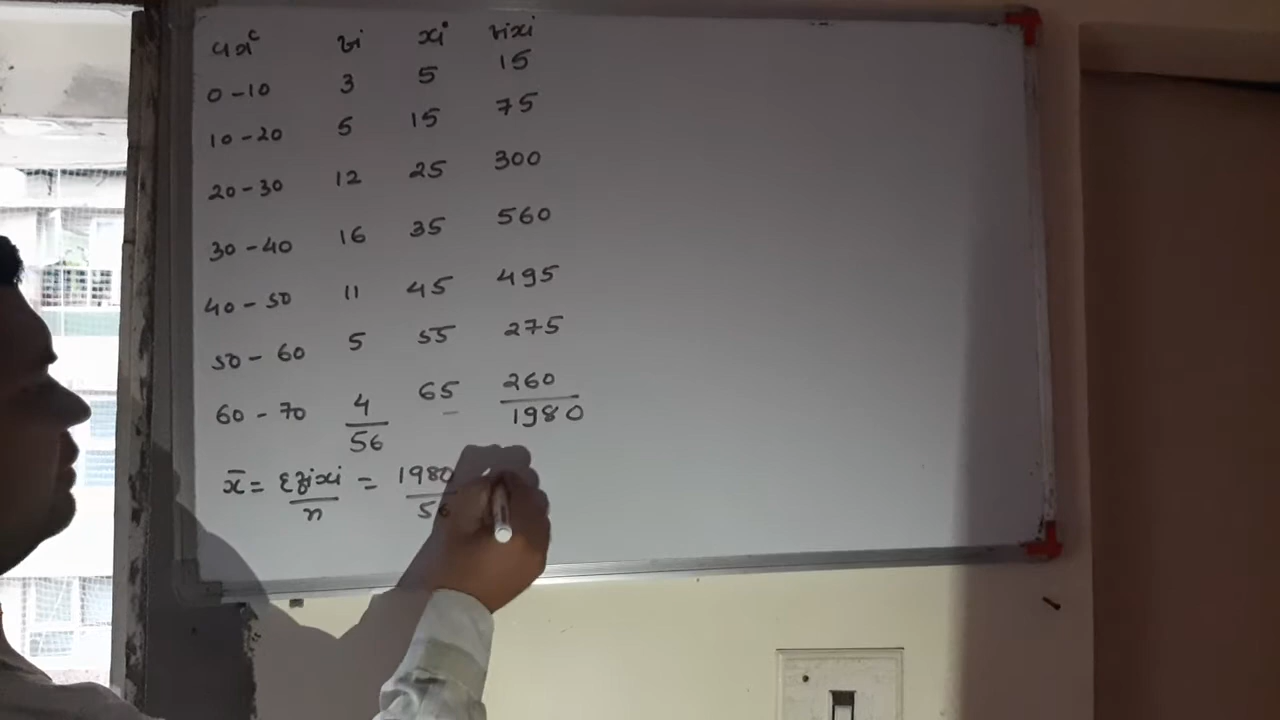 xi fixi
0-10 3 5 15
10-20 5 15 75
20-30 12 25 300
30-40 16 35 560
40-50 11 45 495
50-60 5 55 275
60-70 4 65 260
56 1980
x̄ = Σfixi / n = 1980 / 56